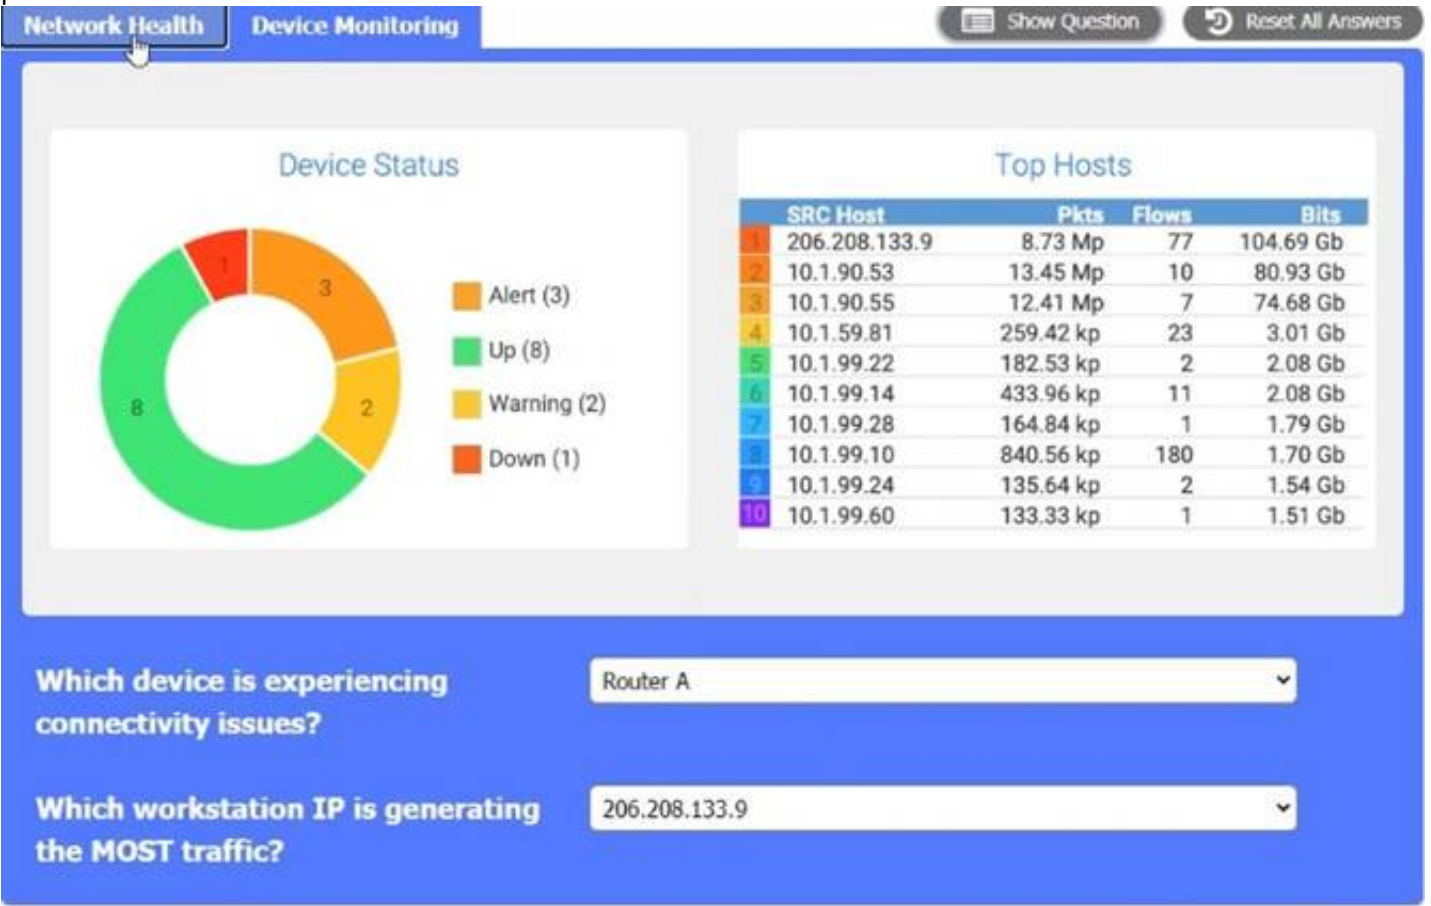 Network Health Device Monitoring Show Question Reset All Answers
Device Status
1
3
8
2
Alert (3)
Up (8)
Warning (2)
Down (1)
Top Hosts
SRC Host Pkts Flows Bits
1 206.208.133.9 8.73 Mp 77 104.69 Gb
2 10.1.90.53 13.45 Mp 10 80.93 Gb
3 10.1.90.55 12.41 Mp 7 74.68 Gb
4 10.1.59.81 259.42 kp 23 3.01 Gb
5 10.1.99.22 182.53 kp 2 2.08 Gb
6 10.1.99.14 433.96 kp 11 2.08 Gb
7 10.1.99.28 164.84 kp 1 1.79 Gb
8 10.1.99.10 840.56 kp 180 1.70 Gb
9 10.1.99.24 135.64 kp 2 1.54 Gb
10 10.1.99.60 133.33 kp 1 1.51 Gb
Which device is experiencing
connectivity issues?
Router A
Which workstation IP is generating
the MOST traffic?
206.208.133.9